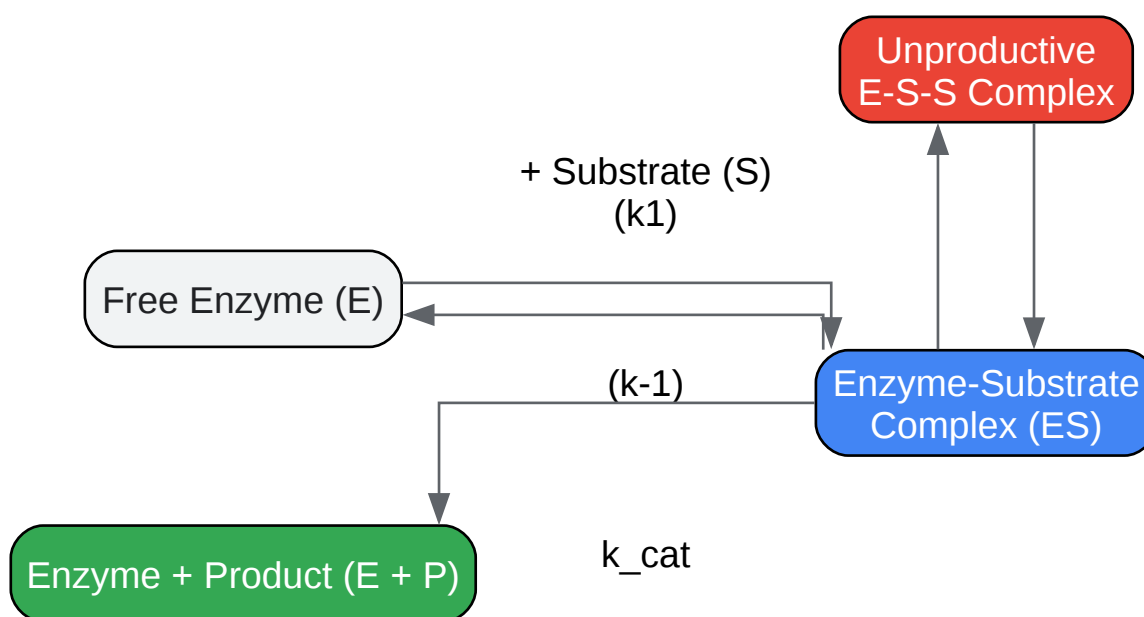 Unproductive
E-S-S Complex
+ Substrate (S)
(k1)
Free Enzyme (E)
(k-1)
Enzyme-Substrate
Complex (ES)
k_cat
Enzyme + Product (E + P)